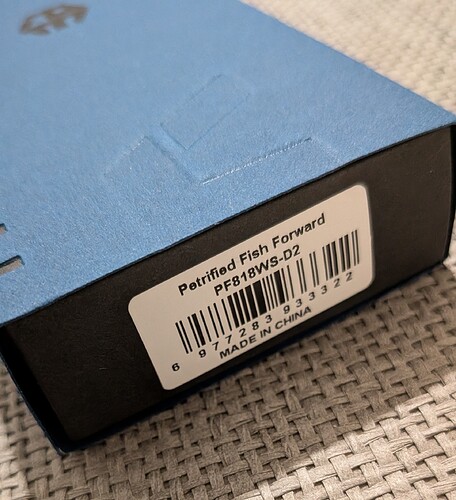 Petrified Fish Forward
PF818WS-D2
6 977283 933322
MADE IN CHINA